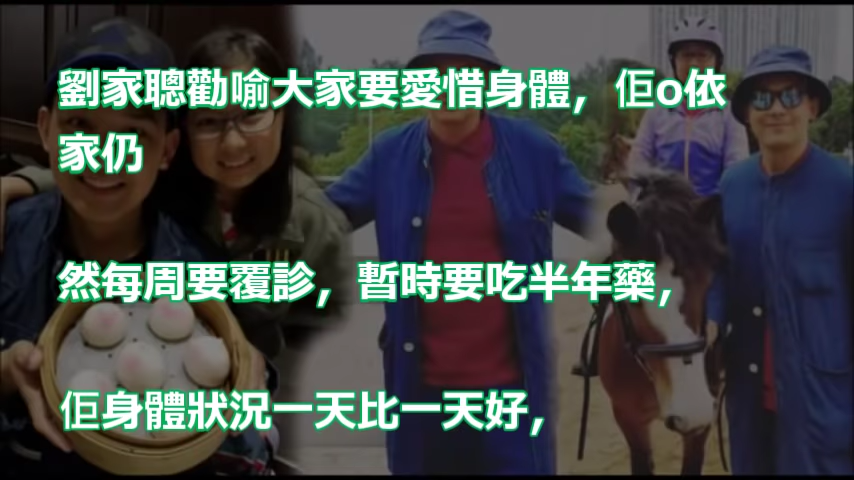 劉家聰勸喻大家要愛惜身體，佢o依
家仍
然每周要覆診，暫時要吃半年藥，
佢身體狀況一天比一天好，